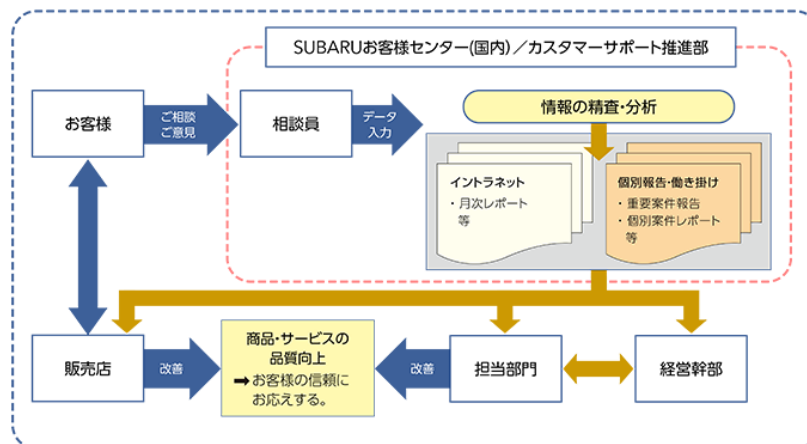 SUBARUお客様センター(国内)／カスタマーサポート推進部
お客様
ご相談
ご意見
相談員
データ
入力
情報の精査・分析
イントラネット
・月次レポート
等
個別報告・働き掛け
・重要案件報告
・個別案件レポート
等
販売店
改善
商品・サービスの
品質向上
➡お客様の信頼に
お応えする。
改善
担当部門
経営幹部